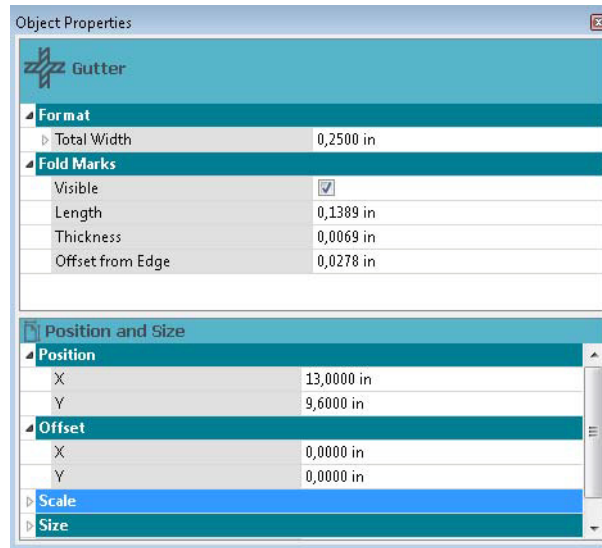 Object Properties
Gutter
Format
Total Width 0,2500 in
Fold Marks
Visible
Length 0,1389 in
Thickness 0,0069 in
Offset from Edge 0,0278 in
Position and Size
Position
X 13,0000 in
Y 9,6000 in
Offset
X 0,0000 in
Y 0,0000 in
Scale
Size